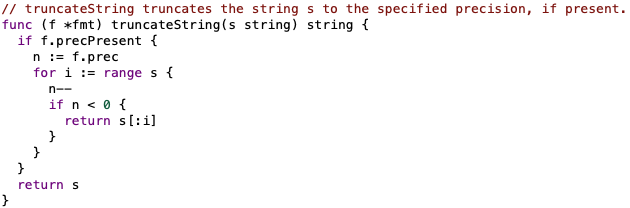 // truncateString truncates the string s to the specified precision, if present.
func (f *fmt) truncateString(s string) string {
  if f.precPresent {
    n := f.prec
    for i := range s {
      n--
      if n < 0 {
        return s[:i]
      }
    }
  }
  return s
}